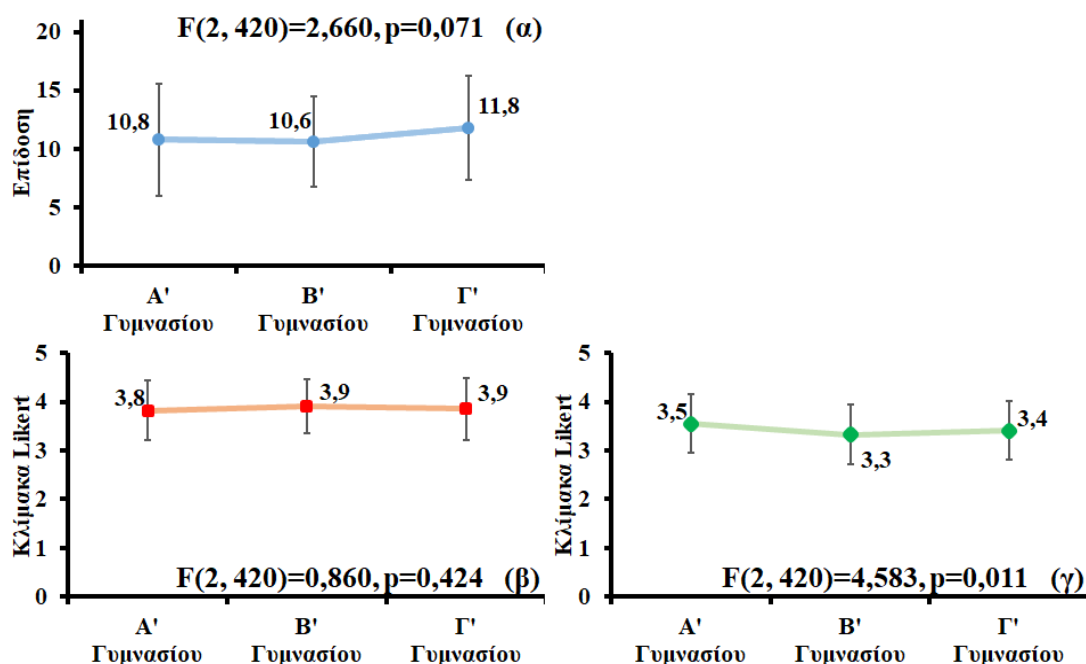 F(2, 420)=2,660, p=0,071 (α)
Επίδοση
20
15
10
5
0
10,8
10,6
11,8
Α' Γυμνασίου
Β' Γυμνασίου
Γ' Γυμνασίου
Κλίμακα Likert
5
4
3
2
1
0
3,8
3,9
3,9
F(2, 420)=0,860, p=0,424 (β)
Α' Γυμνασίου
Β' Γυμνασίου
Γ' Γυμνασίου
Κλίμακα Likert
5
4
3
2
1
0
3,5
3,3
3,4
F(2, 420)=4,583, p=0,011 (γ)
Α' Γυμνασίου
Β' Γυμνασίου
Γ' Γυμνασίου